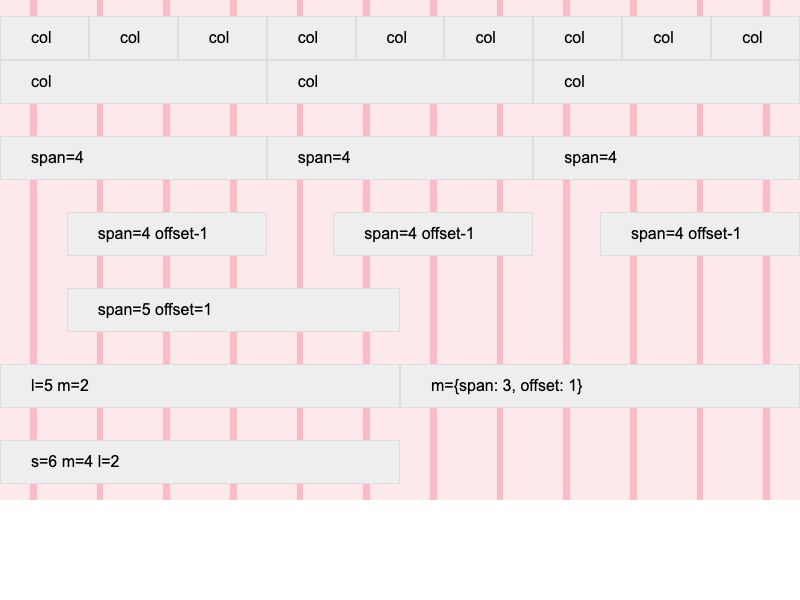 col col col col col col col col col
col col col
span=4 span=4 span=4
span=4 offset-1 span=4 offset-1 span=4 offset-1
span=5 offset=1
l=5 m=2 m={span: 3, offset: 1}
s=6 m=4 l=2